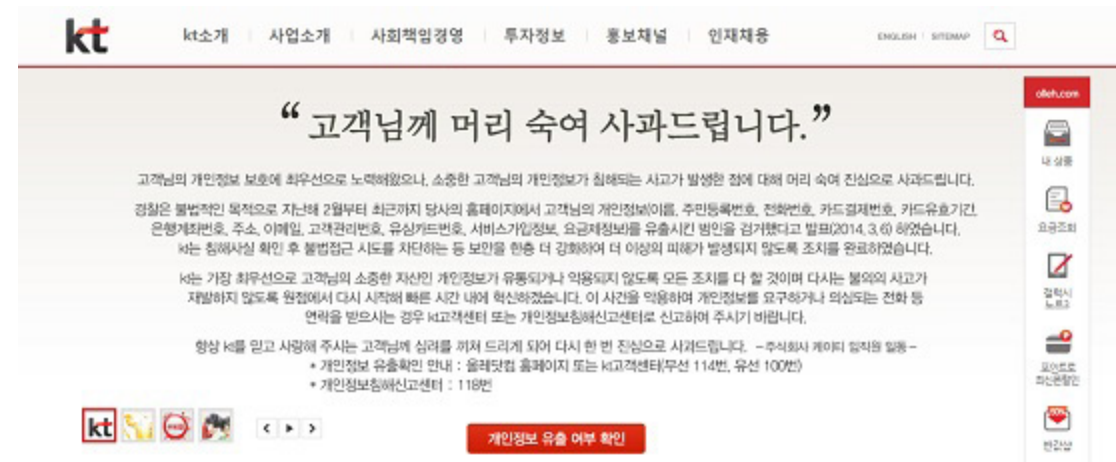 kt
kt소개 사업소개 사회책임경영 투자정보 홍보채널 인재채용 ENGLISH SITEMAP
olleh.com
“고객님께 머리 숙여 사과드립니다.”
내 상품
고객님의 개인정보 보호에 최우선으로 노력해왔으나, 소중한 고객님의 개인정보가 침해되는 사고가 발생한 점에 대해 머리 숙여 진심으로 사과드립니다.
경찰은 불법적인 목적으로 지난해 2월부터 최근까지 당사의 홈페이지에서 고객님의 개인정보(이름, 주민등록번호, 전화번호, 카드결제번호, 카드유효기간,
은행계좌번호, 주소, 이메일, 고객관리번호, 유심카드번호, 서비스가입정보, 요금제정보)를 유출시킨 범인을 검거했다고 발표(2014. 3.6) 하였습니다.
kt는 침해사실 확인 후 불법접근 시도를 차단하는 등 보안을 한층 더 강화하여 더 이상의 피해가 발생되지 않도록 조치를 완료하였습니다.
요금조회
kt는 가장 최우선으로 고객님의 소중한 자산인 개인정보가 유통되거나 악용되지 않도록 모든 조치를 다 할 것이며 다시는 불의의 사고가
재발하지 않도록 원점에서 다시 시작해 빠른 시간 내에 혁신하겠습니다. 이 사건을 악용하여 개인정보를 요구하거나 의심되는 전화 등
연락을 받으시는 경우 kt고객센터 또는 개인정보침해신고센터로 신고하여 주시기 바랍니다.
갤럭시
노트3
항상 kt를 믿고 사랑해 주시는 고객님께 심려를 끼쳐 드리게 되어 다시 한 번 진심으로 사과드립니다. -주식회사 케이티 임직원 일동-
* 개인정보 유출확인 안내 : 올레닷컴 홈페이지 또는 kt고객센터(무선 114번, 유선 100번)
* 개인정보침해신고센터 : 118번
포인트로
최신폰할인
kt
개인정보 유출 여부 확인
50%
반값샵